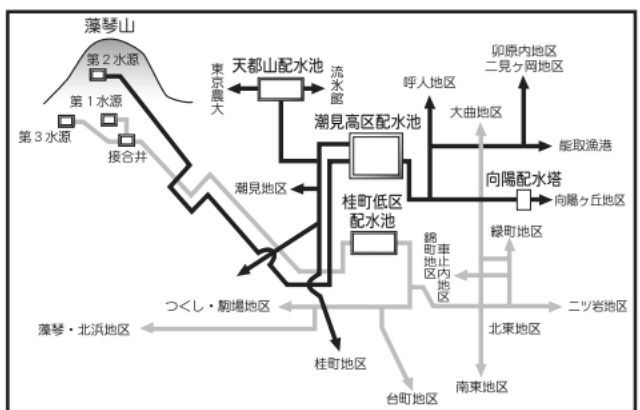 藻琴山
第2水源
第1水源
第3水源
接合井
東京農大
天都山配水池
流氷館
呼人地区
卯原内地区
二見ヶ岡地区
大曲地区
潮見高区配水池
能取漁港
潮見地区
向陽配水塔
向陽ヶ丘地区
桂町低区
配水池
錦町地区
車止内地区
緑町地区
つくし・駒場地区
ニツ岩地区
藻琴・北浜地区
北東地区
桂町地区
台町地区
南東地区